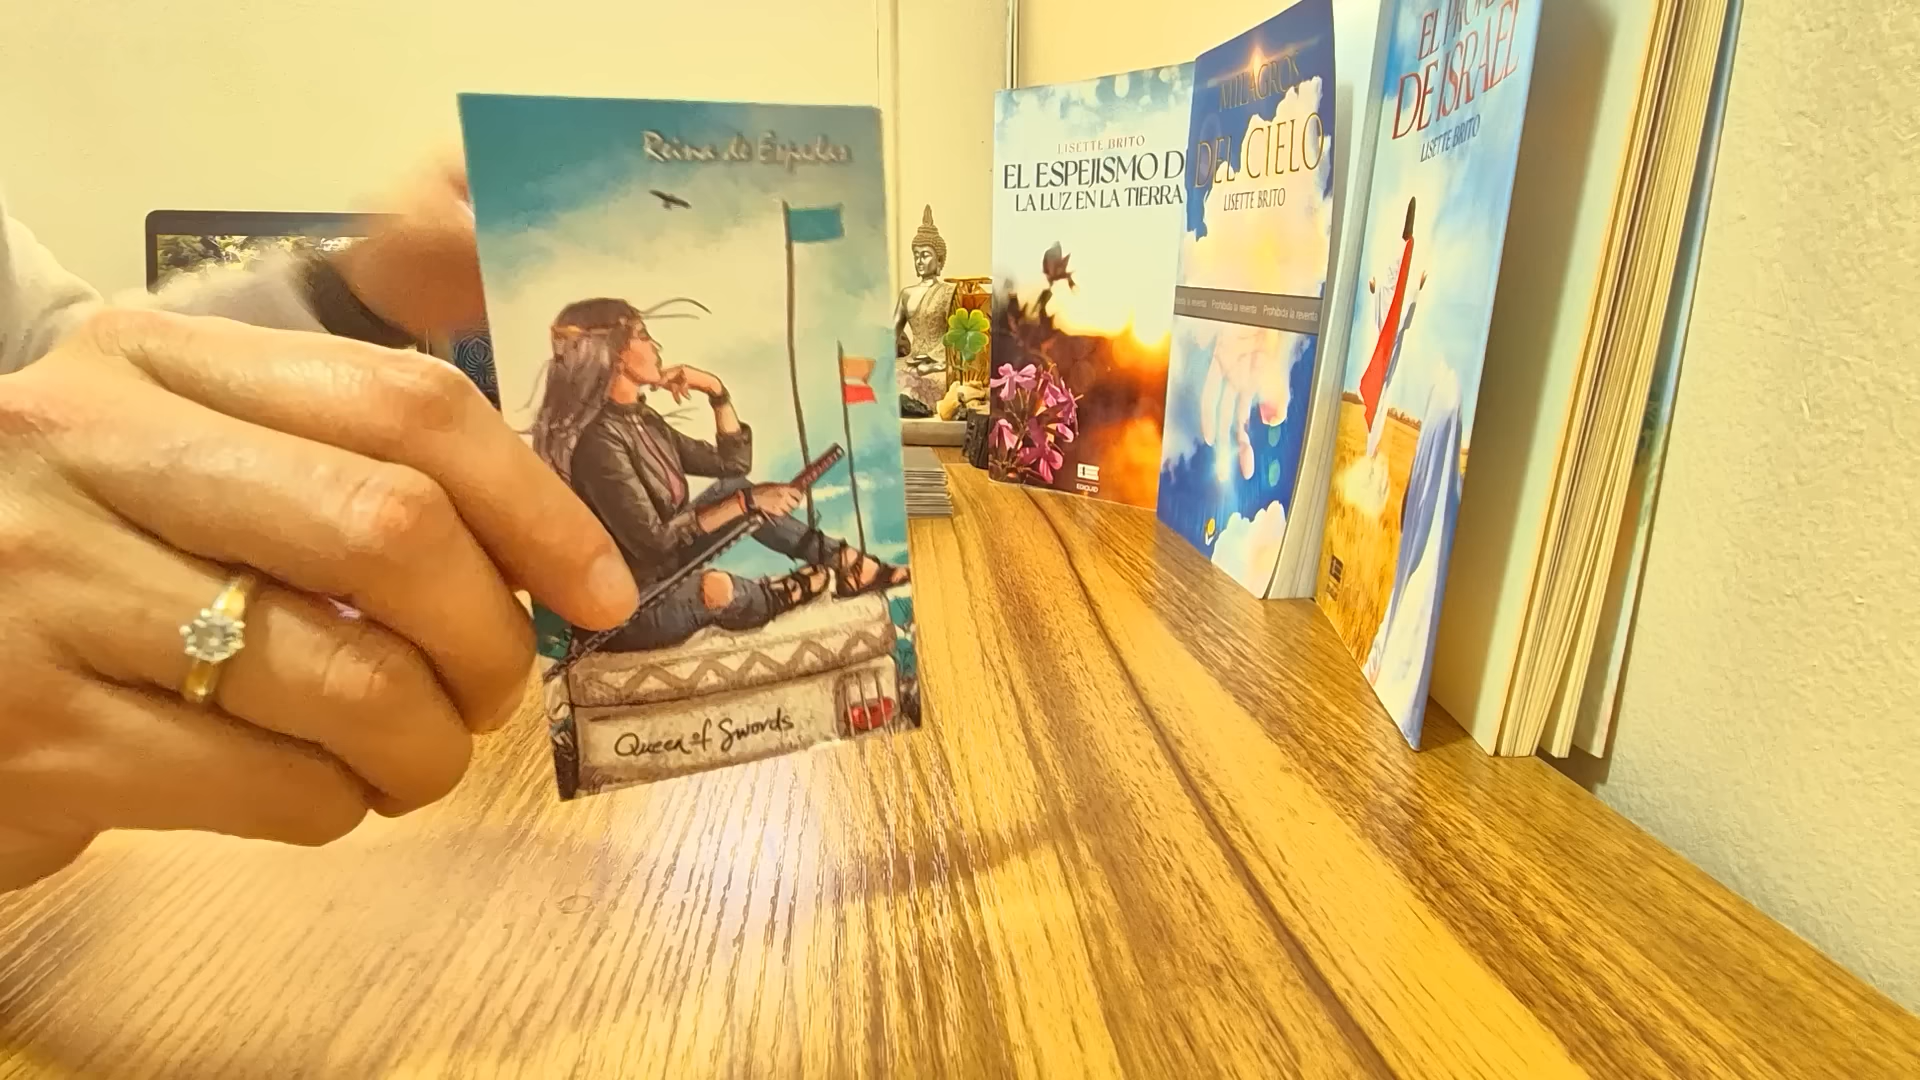 Reina de Espadas
Queen of Swords
LISETTE BRITO
EL ESPEJISMO D
LA LUZ EN LA TIERRA
MILAGROS
DEL CIELO
LISETTE BRITO
Prohibida la reventa Prohibida la reventa
EL
DE ISRAEL
LISETTE BRITO